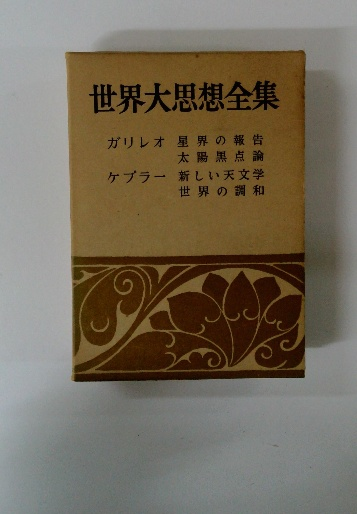 世界大思想全集
ガリレオ 星界の報告
太陽黒点論
ケプラー 新しい天文学
世界の調和